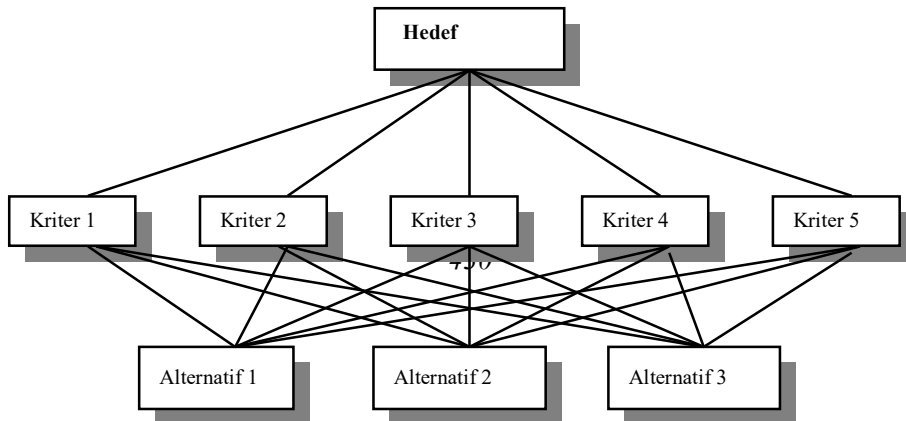 Hedef
Kriter 1
Kriter 2
Kriter 3
Kriter 4
Kriter 5
Alternatif 1
Alternatif 2
Alternatif 3